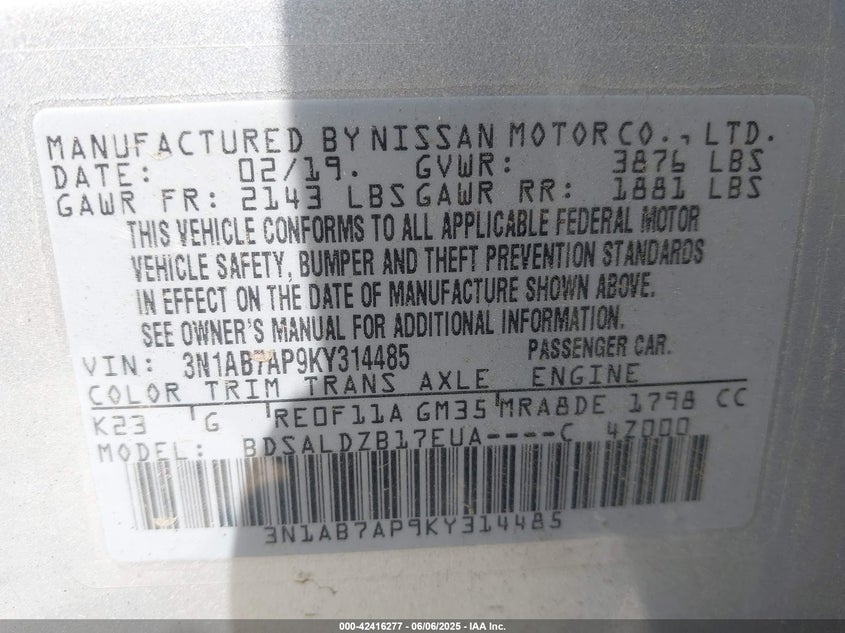 MANUFACTURED BY NISSAN MOTOR CO., LTD.
DATE: 02/19. GVWR: 3876 LBS
GAWR FR: 2143 LBS GAWR RR: 1881 LBS
THIS VEHICLE CONFORMS TO ALL APPLICABLE FEDERAL MOTOR
VEHICLE SAFETY, BUMPER AND THEFT PREVENTION STANDARDS
IN EFFECT ON THE DATE OF MANUFACTURE SHOWN ABOVE.
SEE OWNER'S MANUAL FOR ADDITIONAL INFORMATION.
VIN: 3N1AB7AP9KY314485 PASSENGER CAR.
COLOR TRIM TRANS AXLE ENGINE
K23 G RE0F11A GM35 MRA8DE 1798 CC
MODEL: BDSALDZB17EUA----C 4Z000
3N1AB7AP9KY314485
000-42416277 - 06/06/2025 - IAA Inc.